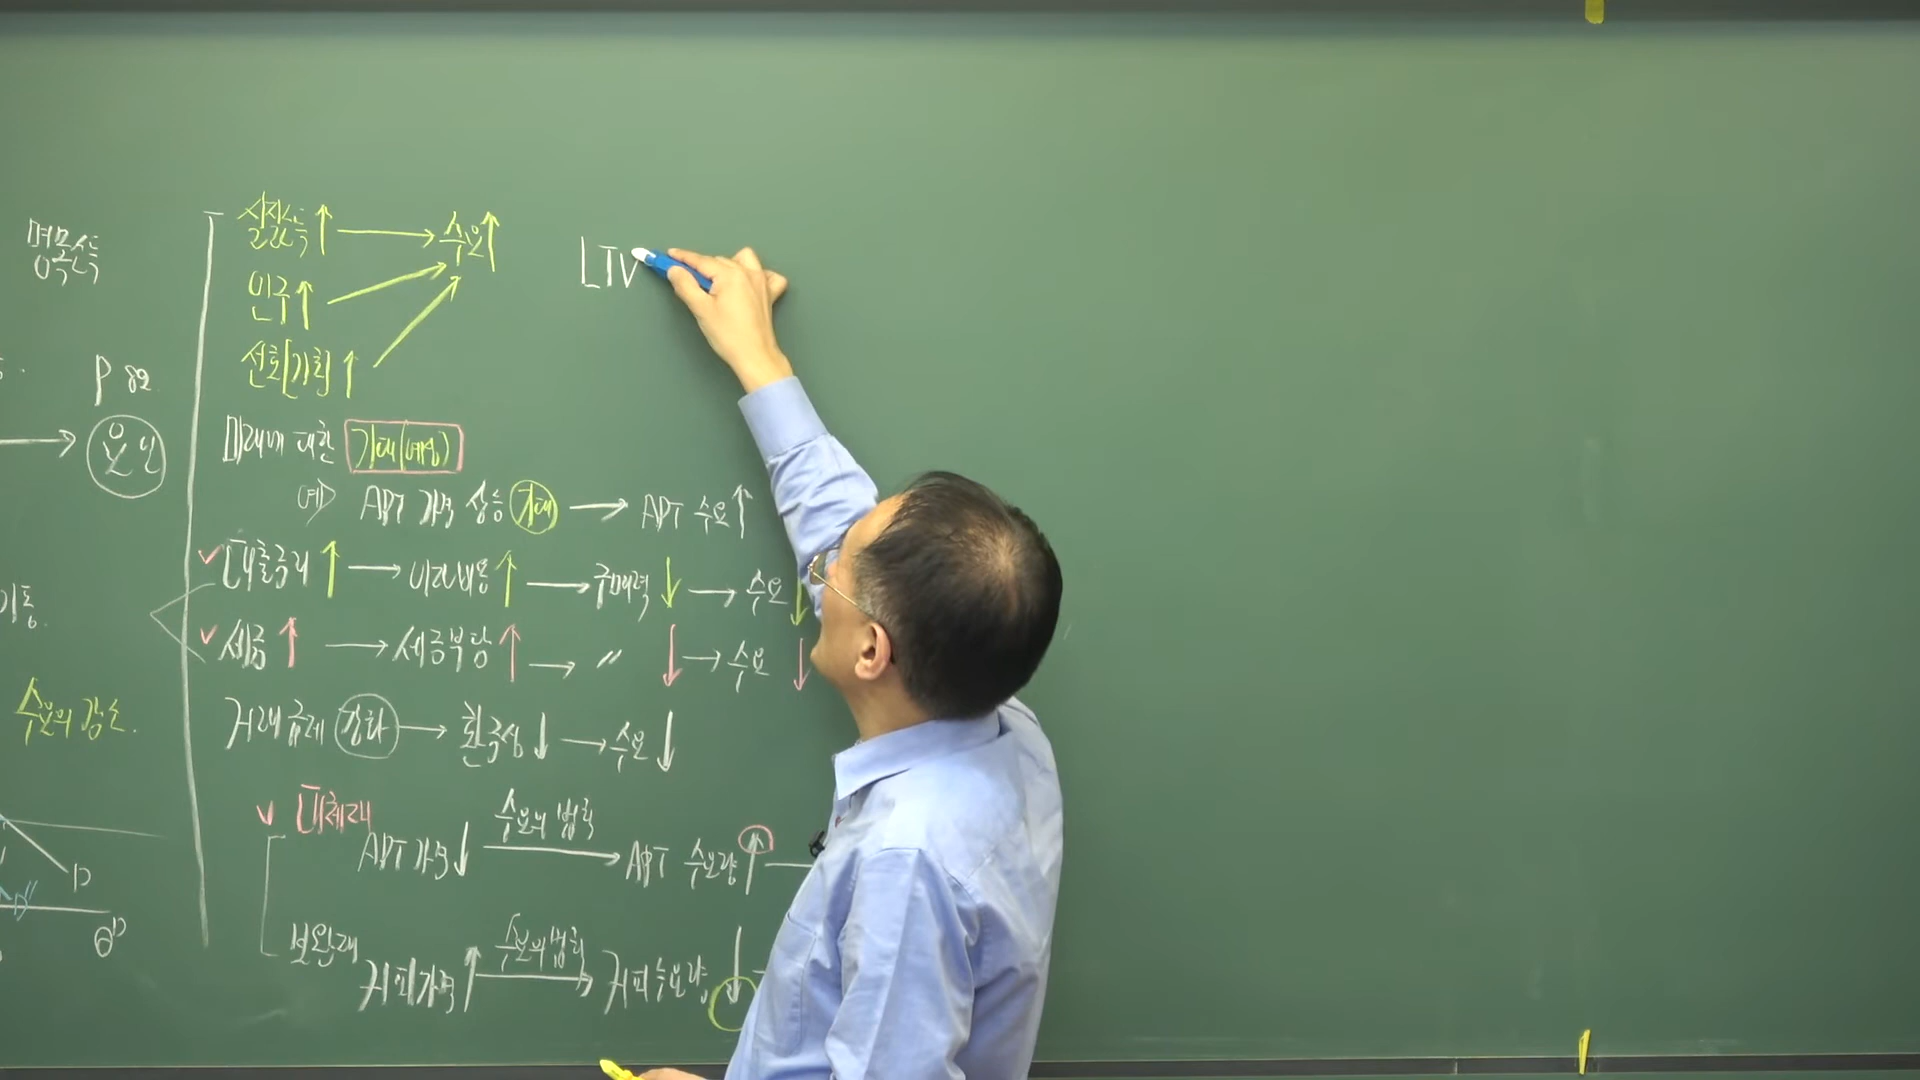 명목소득
P 82
요인
이동.
수요의 감소.
D
D'
Q^D
실질소득↑ → 수요↑
인구↑
선호[기호]↑
미래에 대한 기대(예상)
예> APT 가격 상승 기대 → APT 수요↑
✓ 대출금리↑ → 이자비용↑ → 구매력↓ → 수요↓
✓ 세금↑ → 세금부담↑ → 〃 ↓ → 수요↓
거래규제 강화 → 환금성↓ → 수요↓
✓ 대체재
수요의 법칙
APT 가격↓ → APT 수요량↑
보완재
수요의 법칙
커피가격↑ → 커피수요량↓
LTV